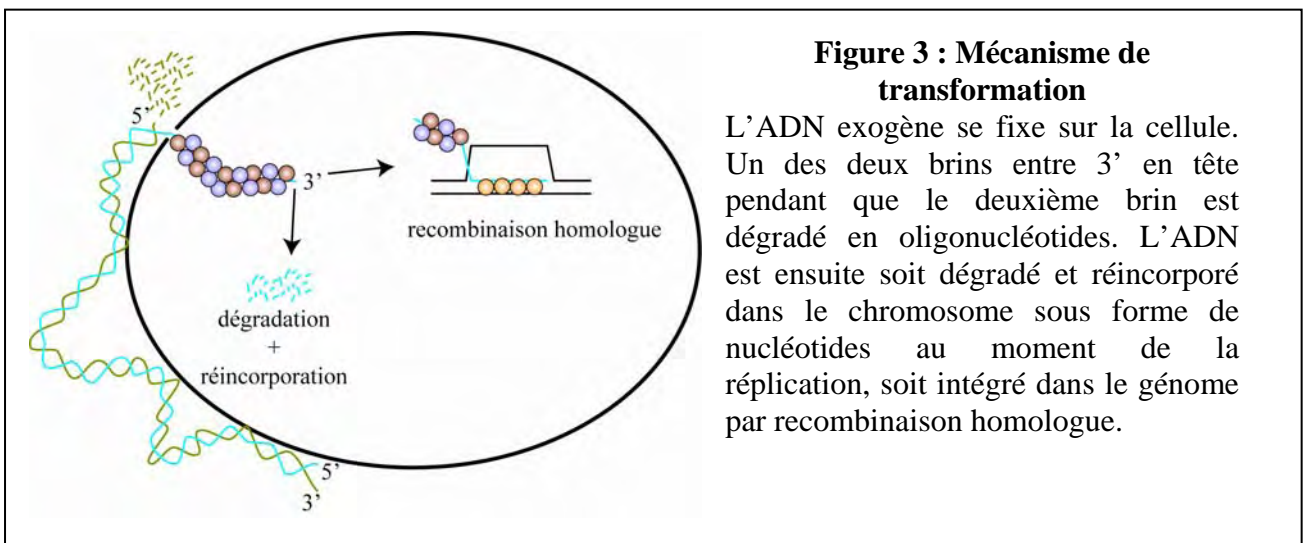 Figure 3 : Mécanisme de
transformation
L’ADN exogène se fixe sur la cellule.
Un des deux brins entre 3’ en tête
pendant que le deuxième brin est
dégradé en oligonucléotides. L’ADN
est ensuite soit dégradé et réincorporé
dans le chromosome sous forme de
nucléotides au moment de la
réplication, soit intégré dans le génome
par recombinaison homologue.
5’
3’
recombinaison homologue
dégradation
+
réincorporation
5’
3’